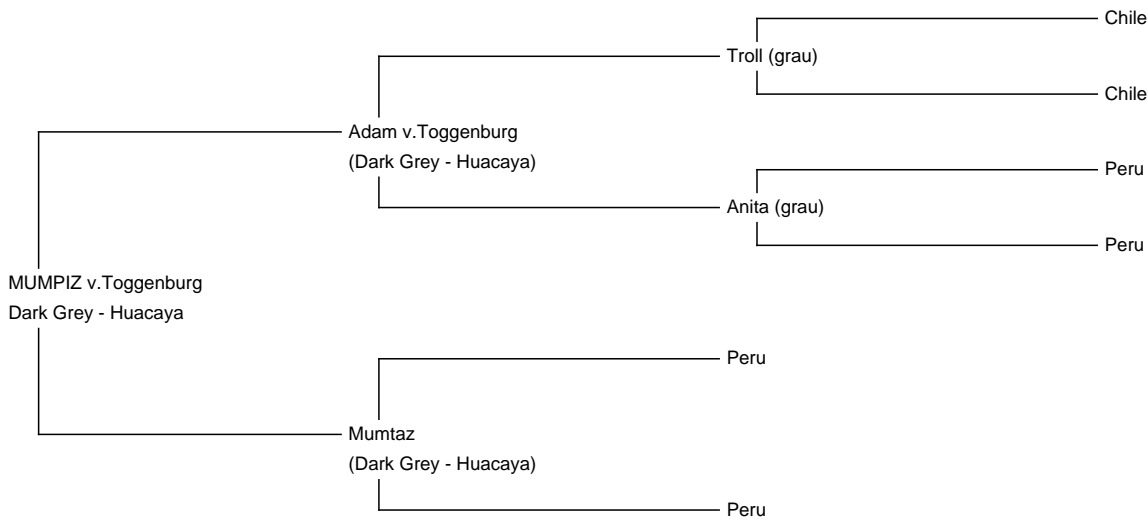 Chile
Troll (grau)
Chile
Adam v.Toggenburg
(Dark Grey - Huacaya)
Peru
Anita (grau)
Peru
MUMPIZ v.Toggenburg
Dark Grey - Huacaya
Peru
Mumtaz
(Dark Grey - Huacaya)
Peru